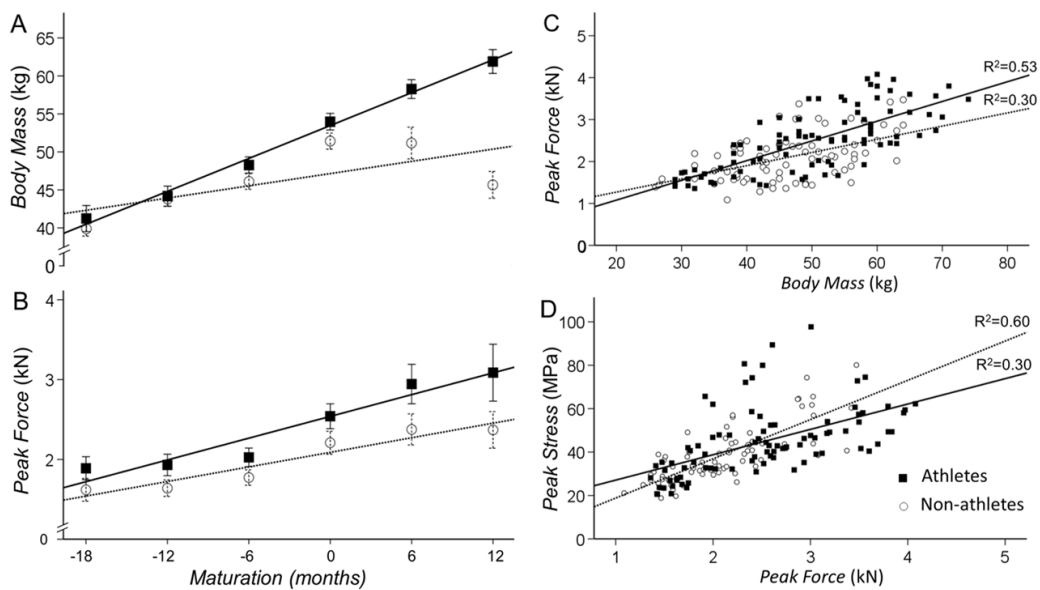 A
Body Mass (kg)
65
60
55
50
45
40
0
B
Peak Force (kN)
4
3
2
0
-18 -12 -6 0 6 12
Maturation (months)
C
Peak Force (kN)
5
4
3
2
1
0
R²=0.53
R²=0.30
20 30 40 50 60 70 80
Body Mass (kg)
D
Peak Stress (MPa)
100
80
60
40
20
0
R²=0.60
R²=0.30
Athletes
Non-athletes
1 2 3 4 5
Peak Force (kN)